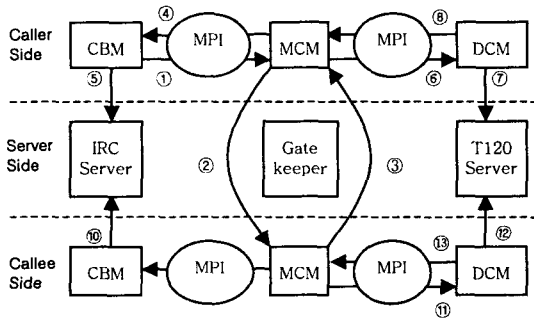 ④ ⑧
Caller Side
CBM MPI MCM MPI DCM
⑤ ① ⑥ ⑦
Server Side
IRC Server
②
Gate keeper
③
T120 Server
⑩ ⑬ ⑫
Callee Side
CBM MPI MCM MPI DCM
⑪